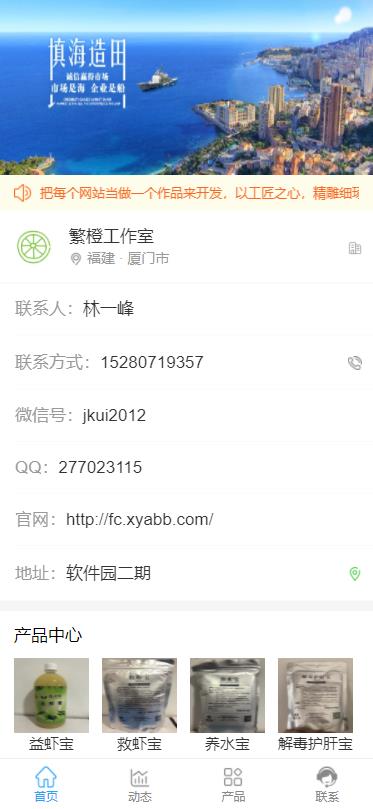 填海造田
诚信赢得市场
市场是海 企业是船
把每个网站当做一个作品来开发，以工匠之心，精雕细琢
繁橙工作室
福建 · 厦门市
联系人：林一峰
联系方式：15280719357
微信号：jkui2012
QQ：277023115
官网：http://fc.xyabb.com/
地址：软件园二期
产品中心
益虾宝
救虾宝
养水宝
解毒护肝宝
首页
动态
产品
联系